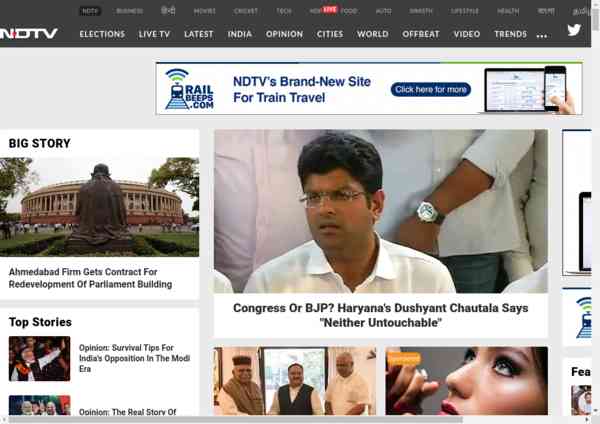 NDTV
BUSINESS
हिन्दी
MOVIES
CRICKET
TECH
LIVE
FOOD
AUTO
SWASTH
LIFESTYLE
HEALTH
বাংলা
NDTV
ELECTIONS
LIVE TV
LATEST
INDIA
OPINION
CITIES
WORLD
OFFBEAT
VIDEO
TRENDS
RAIL
BEEPS
.COM
NDTV's Brand-New Site
For Train Travel
Click here for more
BIG STORY
Ahmedabad Firm Gets Contract For
Redevelopment Of Parliament Building
Congress Or BJP? Haryana's Dushyant Chautala Says
"Neither Untouchable"
Top Stories
Opinion: Survival Tips For
India's Opposition In The Modi
Era
Opinion: The Real Story Of
Sponsored
Fea